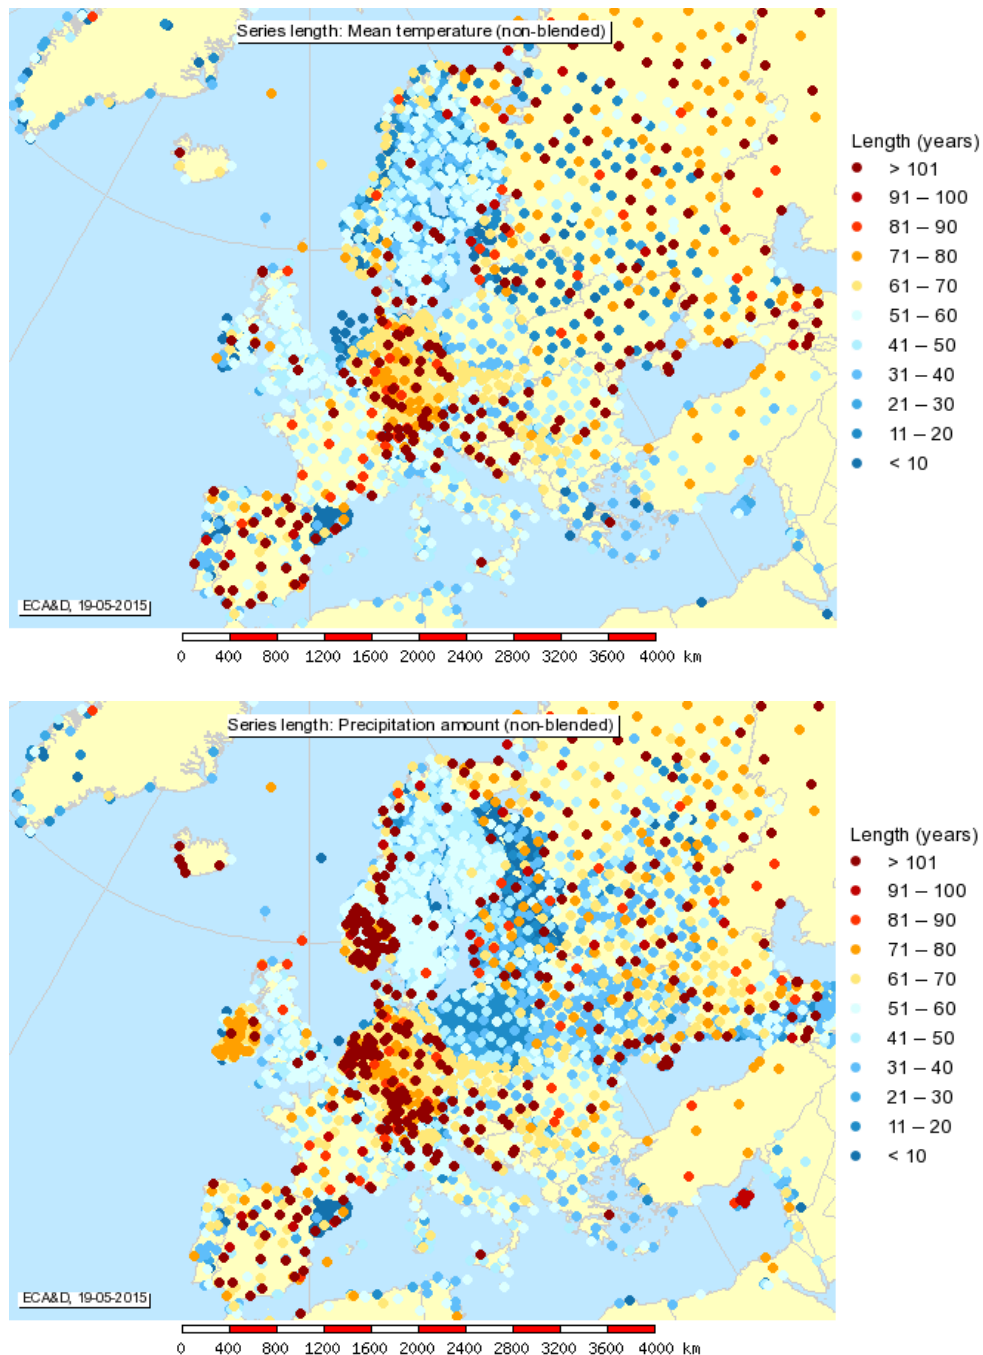 Series length: Mean temperature (non-blended)
Length (years)
> 101
91 – 100
81 – 90
71 – 80
61 – 70
51 – 60
41 – 50
31 – 40
21 – 30
11 – 20
< 10
ECA&D, 19-05-2015
0 400 800 1200 1600 2000 2400 2800 3200 3600 4000 km
Series length: Precipitation amount (non-blended)
Length (years)
> 101
91 – 100
81 – 90
71 – 80
61 – 70
51 – 60
41 – 50
31 – 40
21 – 30
11 – 20
< 10
ECA&D, 19-05-2015
0 400 800 1200 1600 2000 2400 2800 3200 3600 4000 km